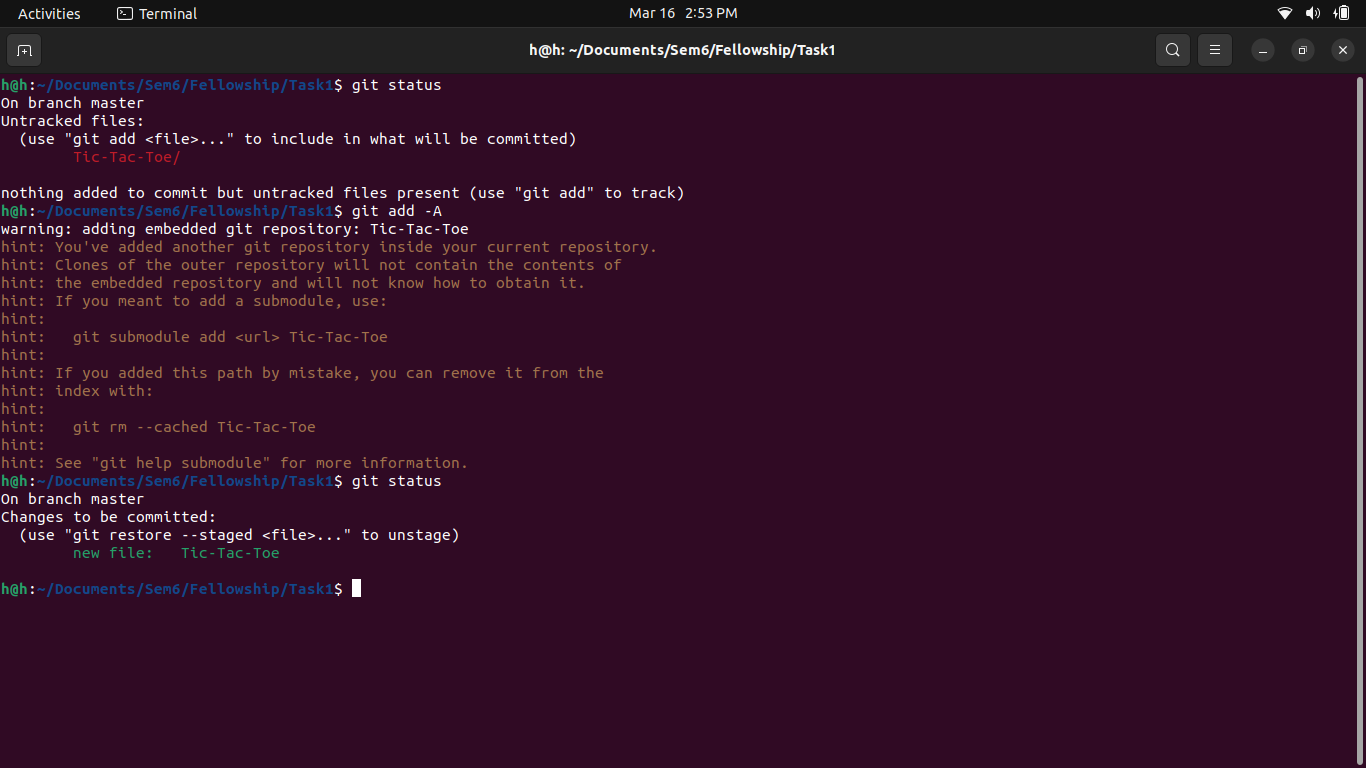 Activities Terminal Mar 16 2:53 PM
h@h: ~/Documents/Sem6/Fellowship/Task1
h@h:~/Documents/Sem6/Fellowship/Task1$ git status
On branch master
Untracked files:
  (use "git add <file>..." to include in what will be committed)
        Tic-Tac-Toe/

nothing added to commit but untracked files present (use "git add" to track)
h@h:~/Documents/Sem6/Fellowship/Task1$ git add -A
warning: adding embedded git repository: Tic-Tac-Toe
hint: You've added another git repository inside your current repository.
hint: Clones of the outer repository will not contain the contents of
hint: the embedded repository and will not know how to obtain it.
hint: If you meant to add a submodule, use:
hint:
hint:   git submodule add <url> Tic-Tac-Toe
hint:
hint: If you added this path by mistake, you can remove it from the
hint: index with:
hint:
hint:   git rm --cached Tic-Tac-Toe
hint:
hint: See "git help submodule" for more information.
h@h:~/Documents/Sem6/Fellowship/Task1$ git status
On branch master
Changes to be committed:
  (use "git restore --staged <file>..." to unstage)
        new file:   Tic-Tac-Toe

h@h:~/Documents/Sem6/Fellowship/Task1$